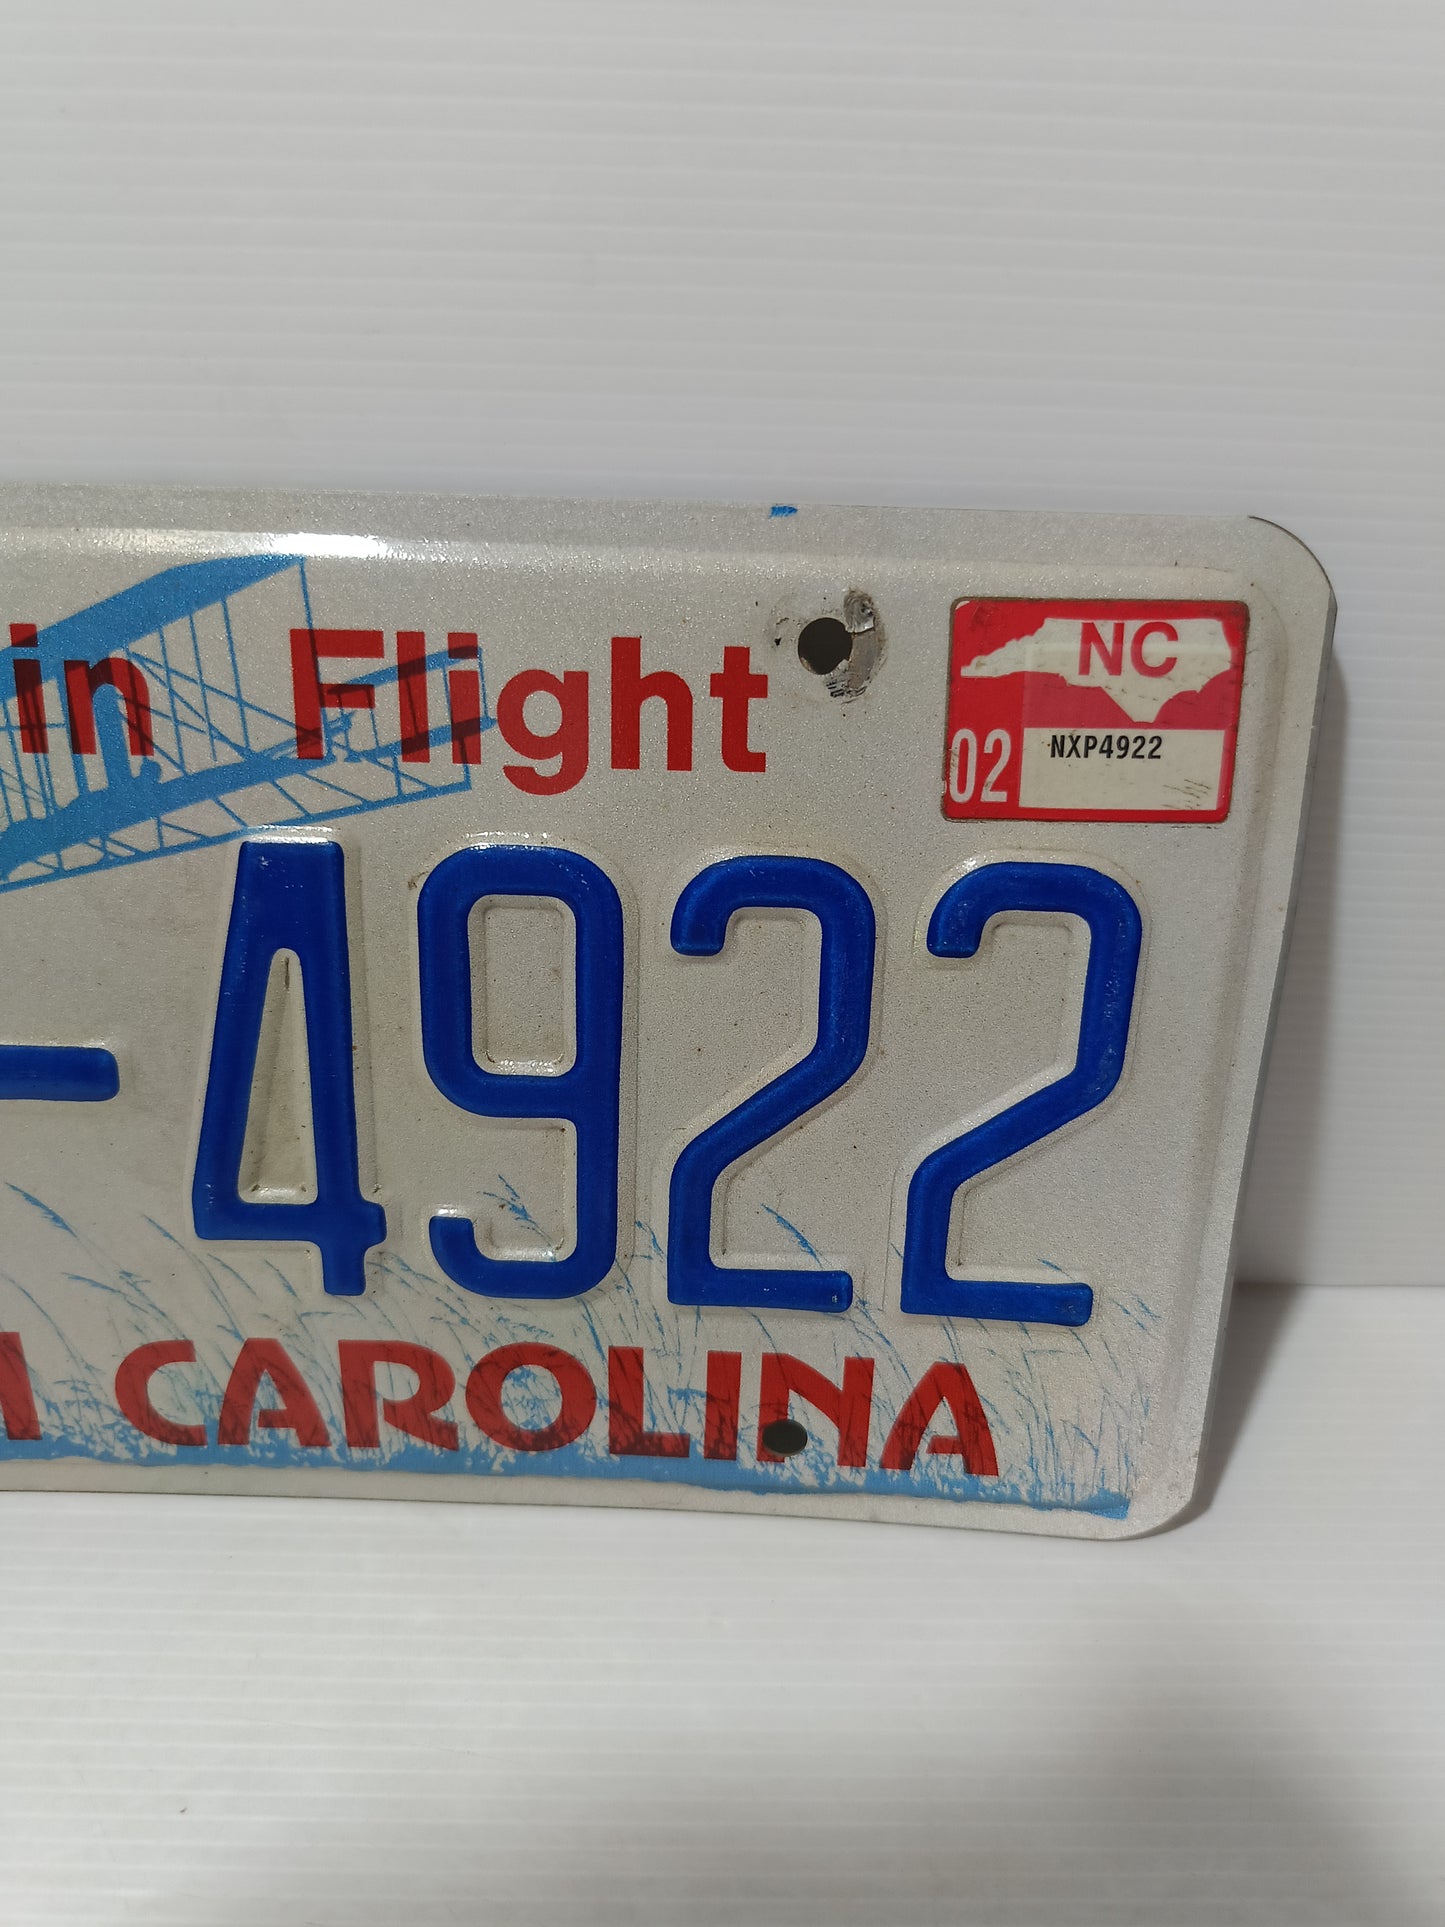 in Flight
NC
02
NXP4922
-4922
CAROLINA